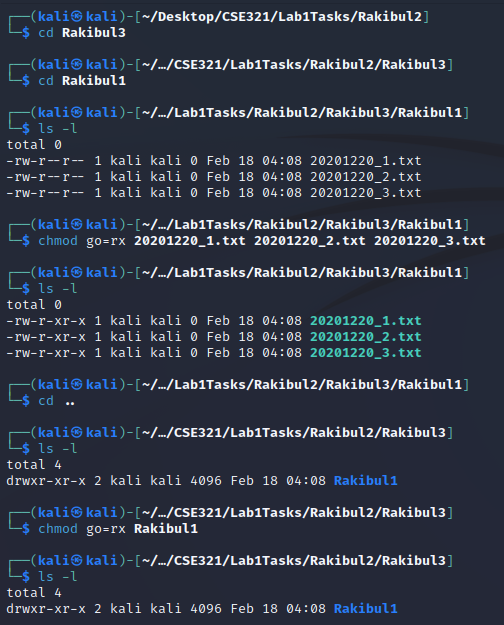 ┌──(kali㉿kali)-[~/Desktop/CSE321/Lab1Tasks/Rakibul2]
└─$ cd Rakibul3
┌──(kali㉿kali)-[~/…/CSE321/Lab1Tasks/Rakibul2/Rakibul3]
└─$ cd Rakibul1
┌──(kali㉿kali)-[~/…/Lab1Tasks/Rakibul2/Rakibul3/Rakibul1]
└─$ ls -l
total 0
-rw-r--r-- 1 kali kali 0 Feb 18 04:08 20201220_1.txt
-rw-r--r-- 1 kali kali 0 Feb 18 04:08 20201220_2.txt
-rw-r--r-- 1 kali kali 0 Feb 18 04:08 20201220_3.txt
┌──(kali㉿kali)-[~/…/Lab1Tasks/Rakibul2/Rakibul3/Rakibul1]
└─$ chmod go=rx 20201220_1.txt 20201220_2.txt 20201220_3.txt
┌──(kali㉿kali)-[~/…/Lab1Tasks/Rakibul2/Rakibul3/Rakibul1]
└─$ ls -l
total 0
-rw-r-xr-x 1 kali kali 0 Feb 18 04:08 20201220_1.txt
-rw-r-xr-x 1 kali kali 0 Feb 18 04:08 20201220_2.txt
-rw-r-xr-x 1 kali kali 0 Feb 18 04:08 20201220_3.txt
┌──(kali㉿kali)-[~/…/Lab1Tasks/Rakibul2/Rakibul3/Rakibul1]
└─$ cd ..
┌──(kali㉿kali)-[~/…/CSE321/Lab1Tasks/Rakibul2/Rakibul3]
└─$ ls -l
total 4
drwxr-xr-x 2 kali kali 4096 Feb 18 04:08 Rakibul1
┌──(kali㉿kali)-[~/…/CSE321/Lab1Tasks/Rakibul2/Rakibul3]
└─$ chmod go=rx Rakibul1
┌──(kali㉿kali)-[~/…/CSE321/Lab1Tasks/Rakibul2/Rakibul3]
└─$ ls -l
total 4
drwxr-xr-x 2 kali kali 4096 Feb 18 04:08 Rakibul1